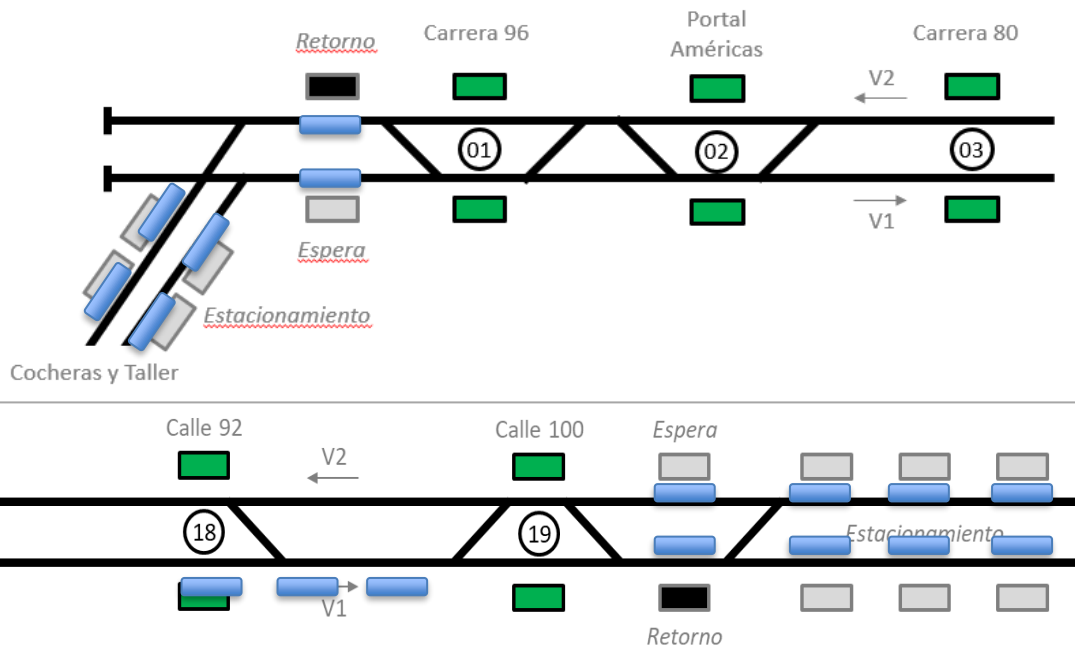 Retorno
Carrera 96
Portal
Américas
Carrera 80
V2
01
02
03
V1
Espera
Estacionamiento
Cocheras y Taller
Calle 92
Calle 100
Espera
V2
18
19
Estacionamiento
V1
Retorno